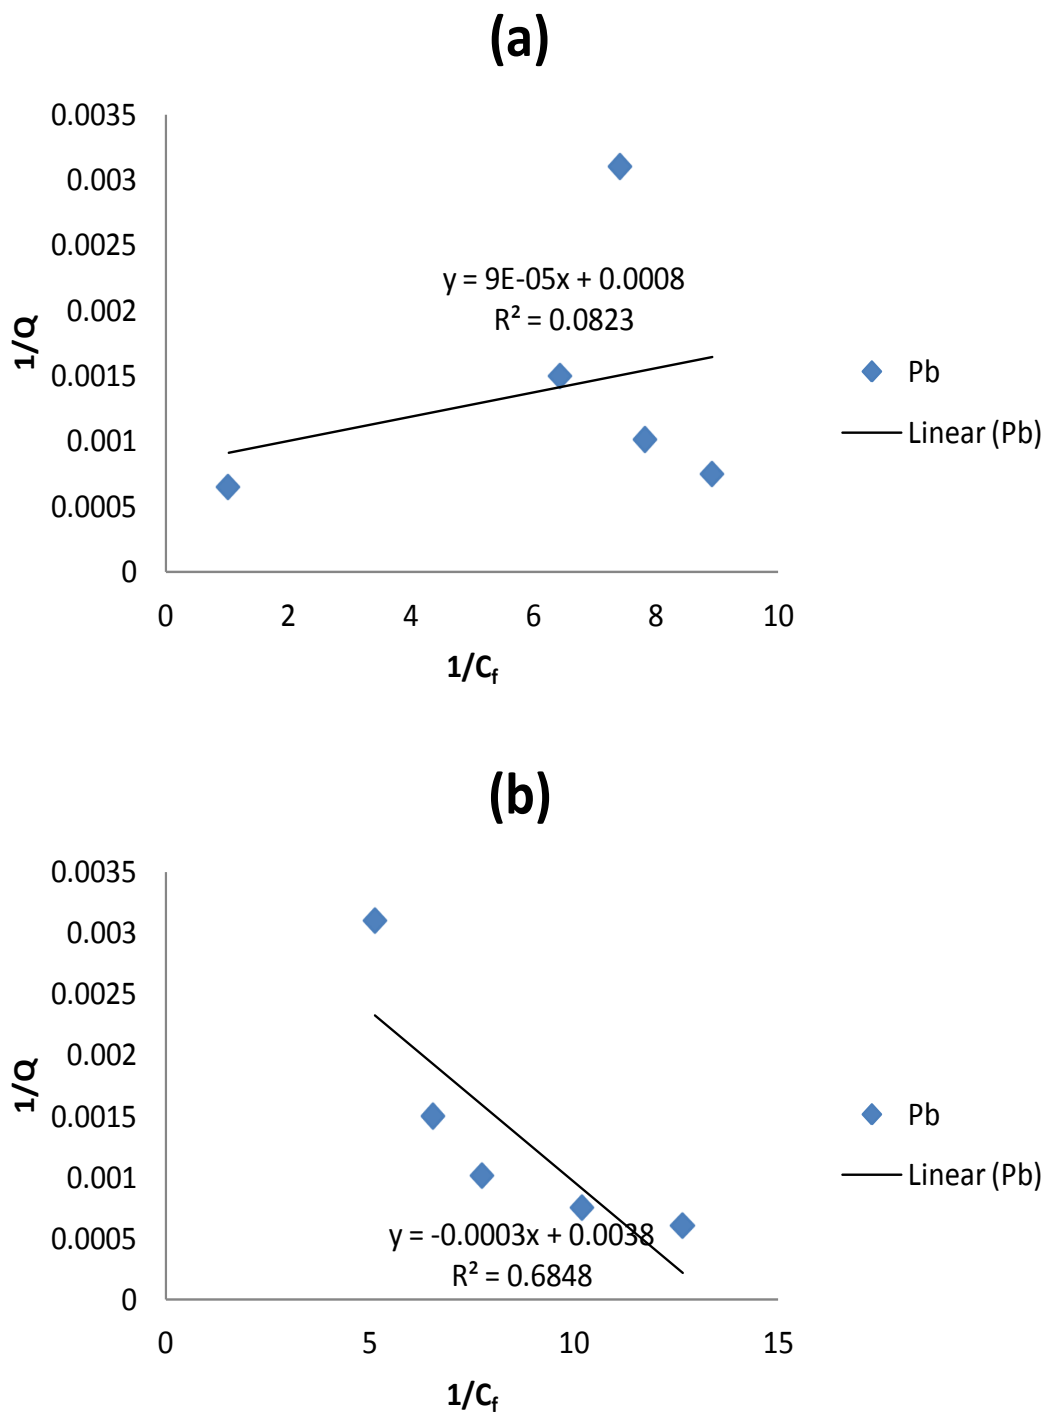 (a)
0.0035
0.003
0.0025
0.002
0.0015
0.001
0.0005
0
1/Q
y = 9E-05x + 0.0008
R² = 0.0823
Pb
Linear (Pb)
0 2 4 6 8 10
1/Cf
(b)
0.0035
0.003
0.0025
0.002
0.0015
0.001
0.0005
0
1/Q
Pb
Linear (Pb)
y = -0.0003x + 0.0038
R² = 0.6848
0 5 10 15
1/Cf